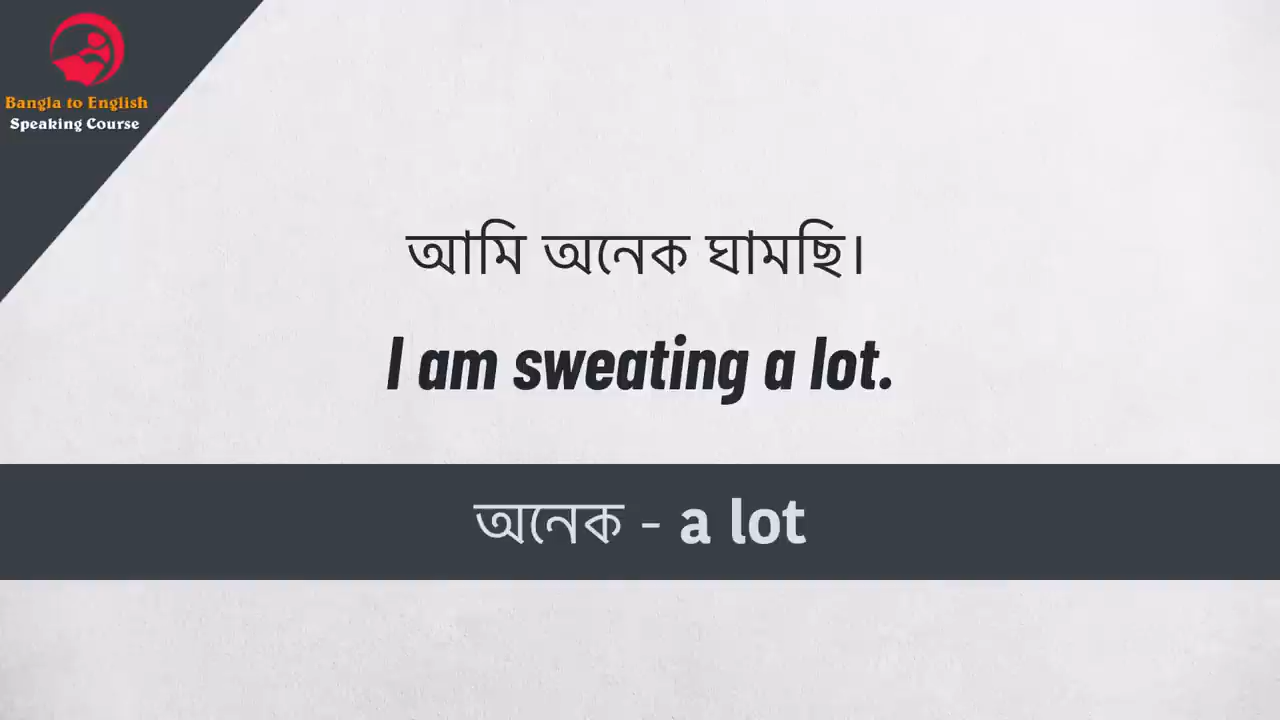 Bangla to English
Speaking Course
আমি অনেক ঘামছি।
I am sweating a lot.
অনেক - a lot